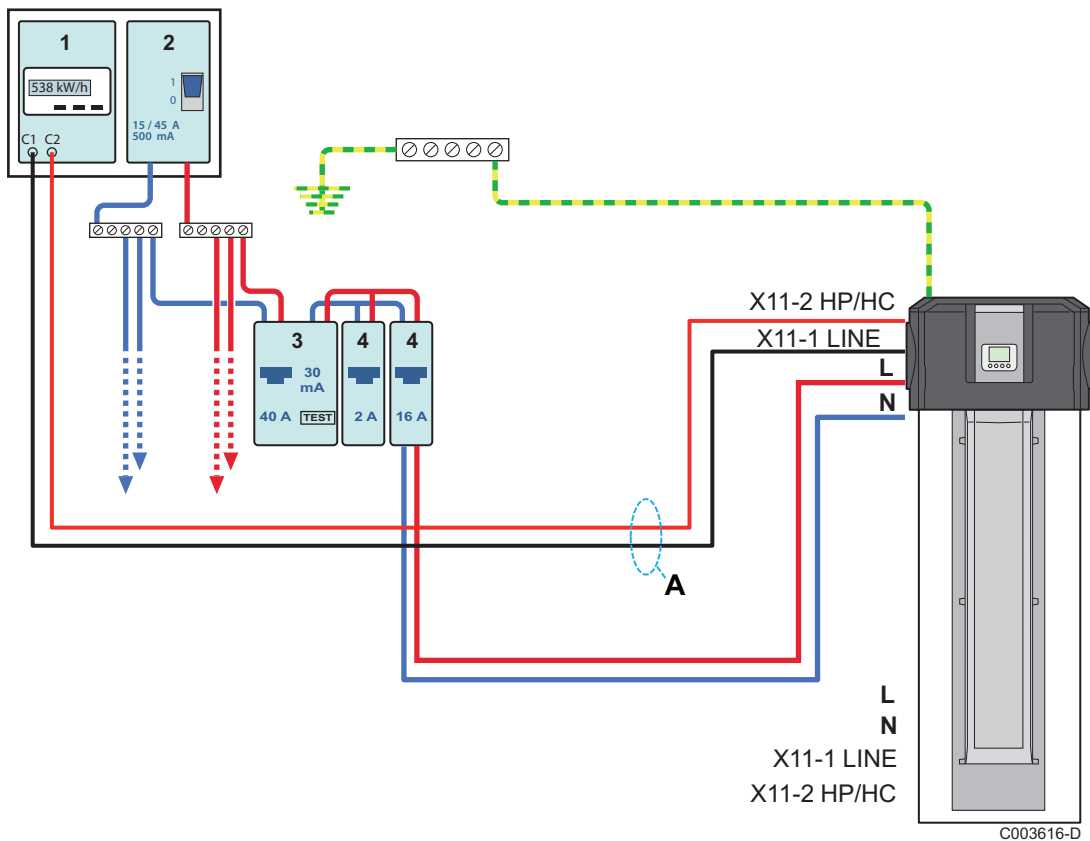 1
2
538 kW/h
1
0
15 / 45 A
500 mA
C1 C2
X11-2 HP/HC
X11-1 LINE
L
N
3
4
4
30
mA
40 A
TEST
2 A
16 A
A
L
N
X11-1 LINE
X11-2 HP/HC
C003616-D